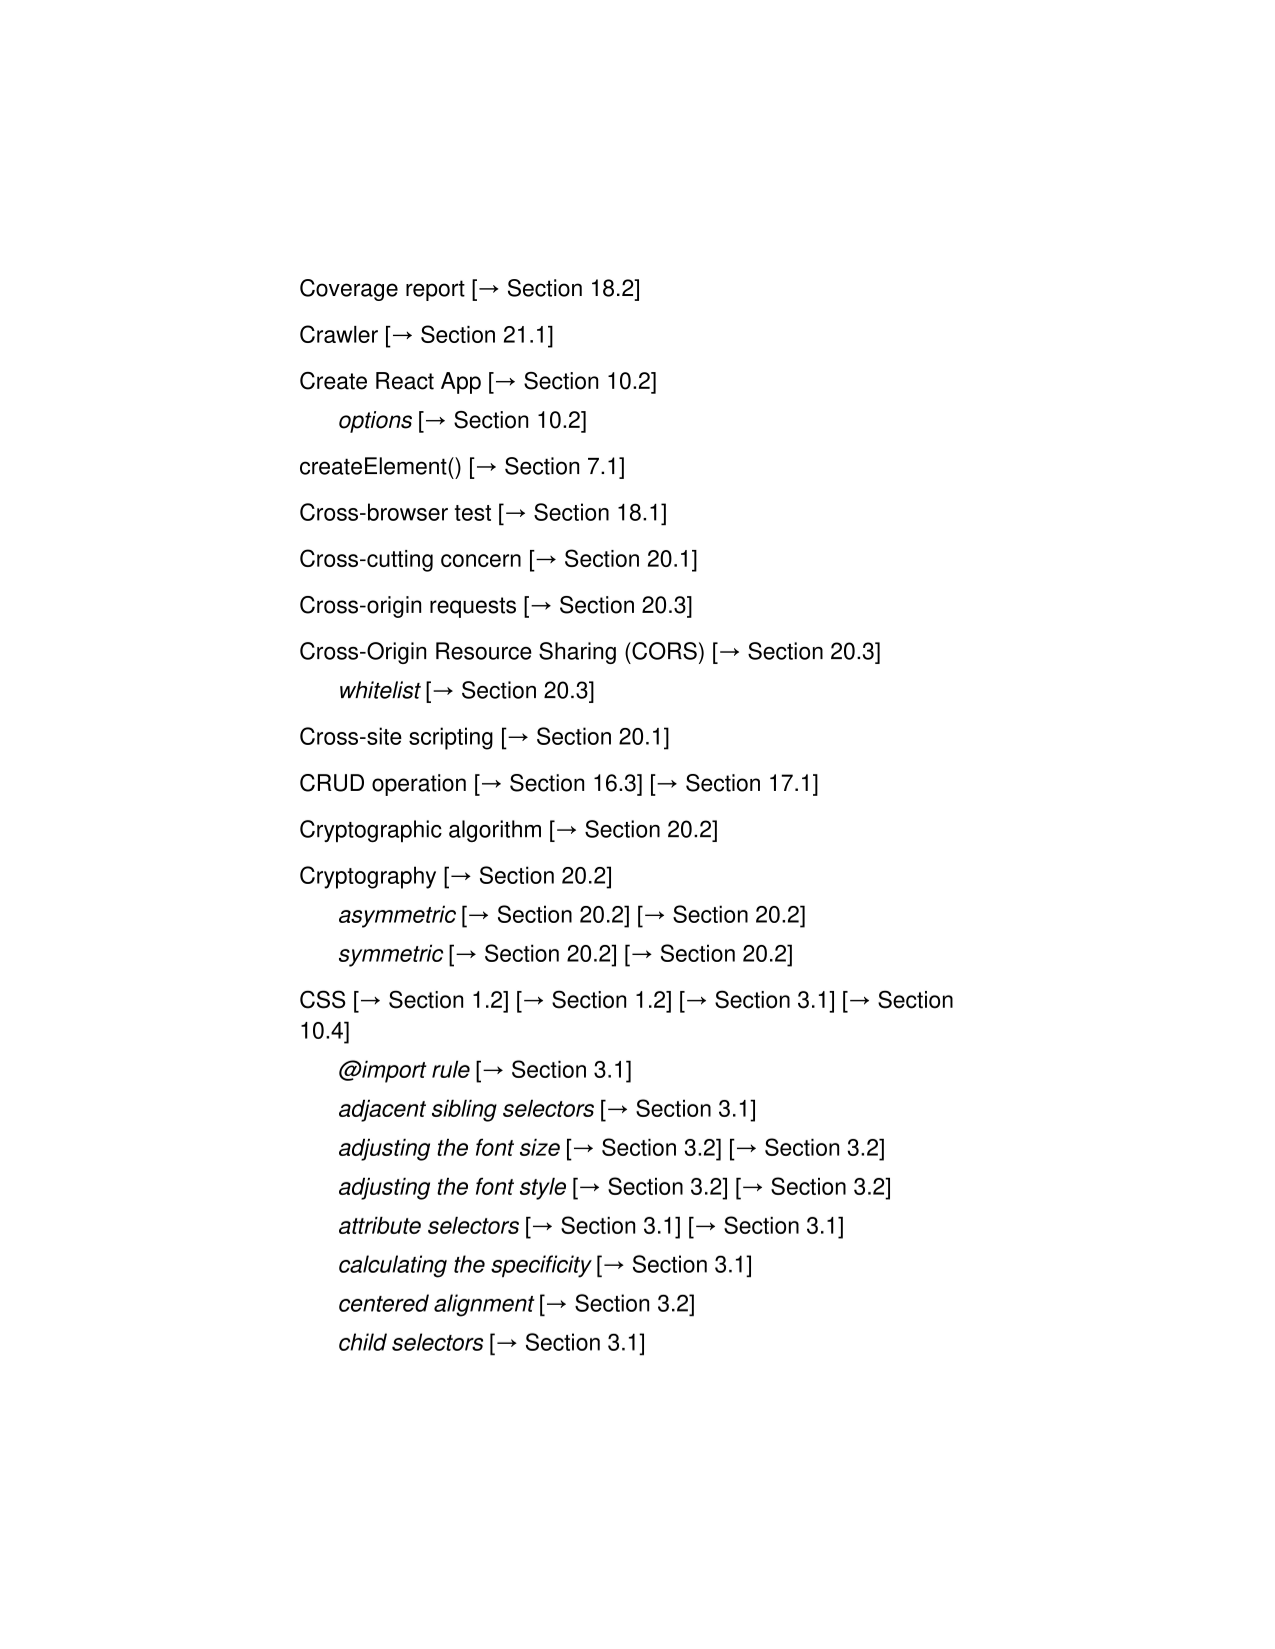 Coverage report [→ Section 18.2]
Crawler [→ Section 21.1]
Create React App [→ Section 10.2]
options [→ Section 10.2]
createElement() [→ Section 7.1]
Cross-browser test [→ Section 18.1]
Cross-cutting concern [→ Section 20.1]
Cross-origin requests [→ Section 20.3]
Cross-Origin Resource Sharing (CORS) [→ Section 20.3]
whitelist [→ Section 20.3]
Cross-site scripting [→ Section 20.1]
CRUD operation [→ Section 16.3] [→ Section 17.1]
Cryptographic algorithm [→ Section 20.2]
Cryptography [→ Section 20.2]
asymmetric [→ Section 20.2] [→ Section 20.2]
symmetric [→ Section 20.2] [→ Section 20.2]
CSS [→ Section 1.2] [→ Section 1.2] [→ Section 3.1] [→ Section
10.4]
@import rule [→ Section 3.1]
adjacent sibling selectors [→ Section 3.1]
adjusting the font size [→ Section 3.2] [→ Section 3.2]
adjusting the font style [→ Section 3.2] [→ Section 3.2]
attribute selectors [→ Section 3.1] [→ Section 3.1]
calculating the specificity [→ Section 3.1]
centered alignment [→ Section 3.2]
child selectors [→ Section 3.1]